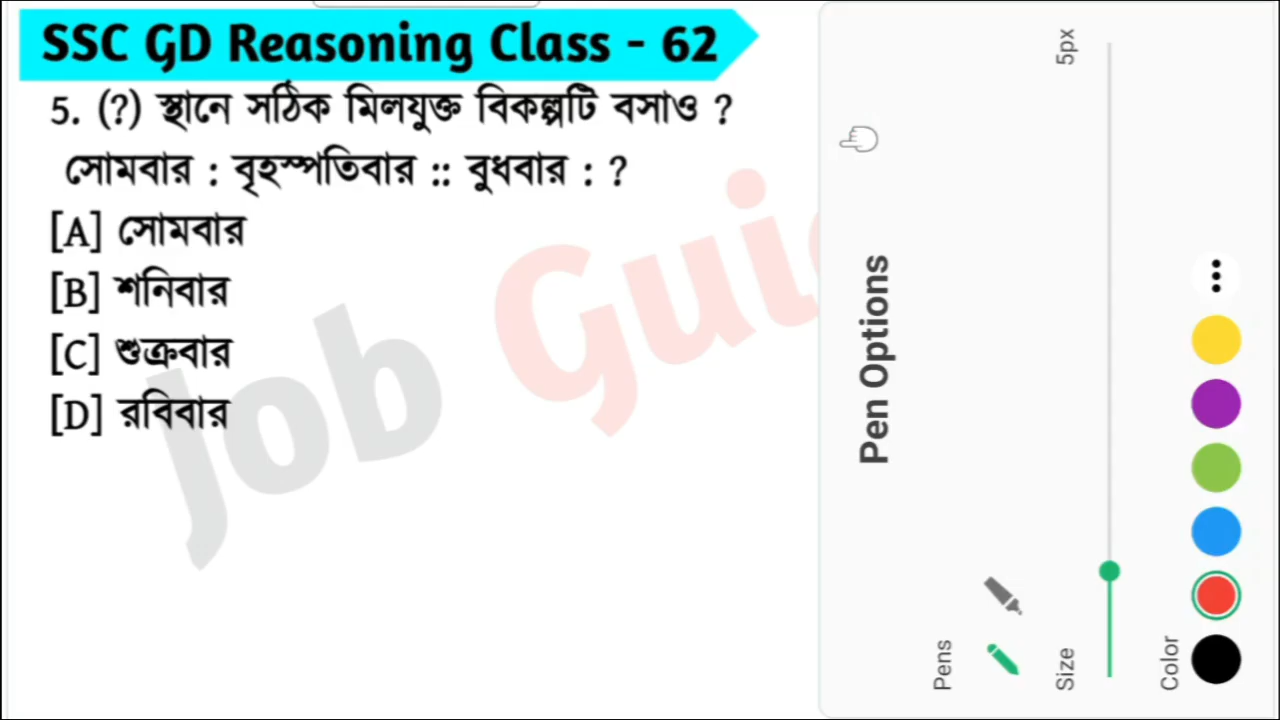 SSC GD Reasoning Class - 62
5. (?) স্থানে সঠিক মিলযুক্ত বিকল্পটি বসাও ?
সোমবার : বৃহস্পতিবার :: বুধবার : ?
[A] সোমবার
[B] শনিবার
[C] শুক্রবার
[D] রবিবার
Job Gui
Pen Options
Pens
Size
5px
Color